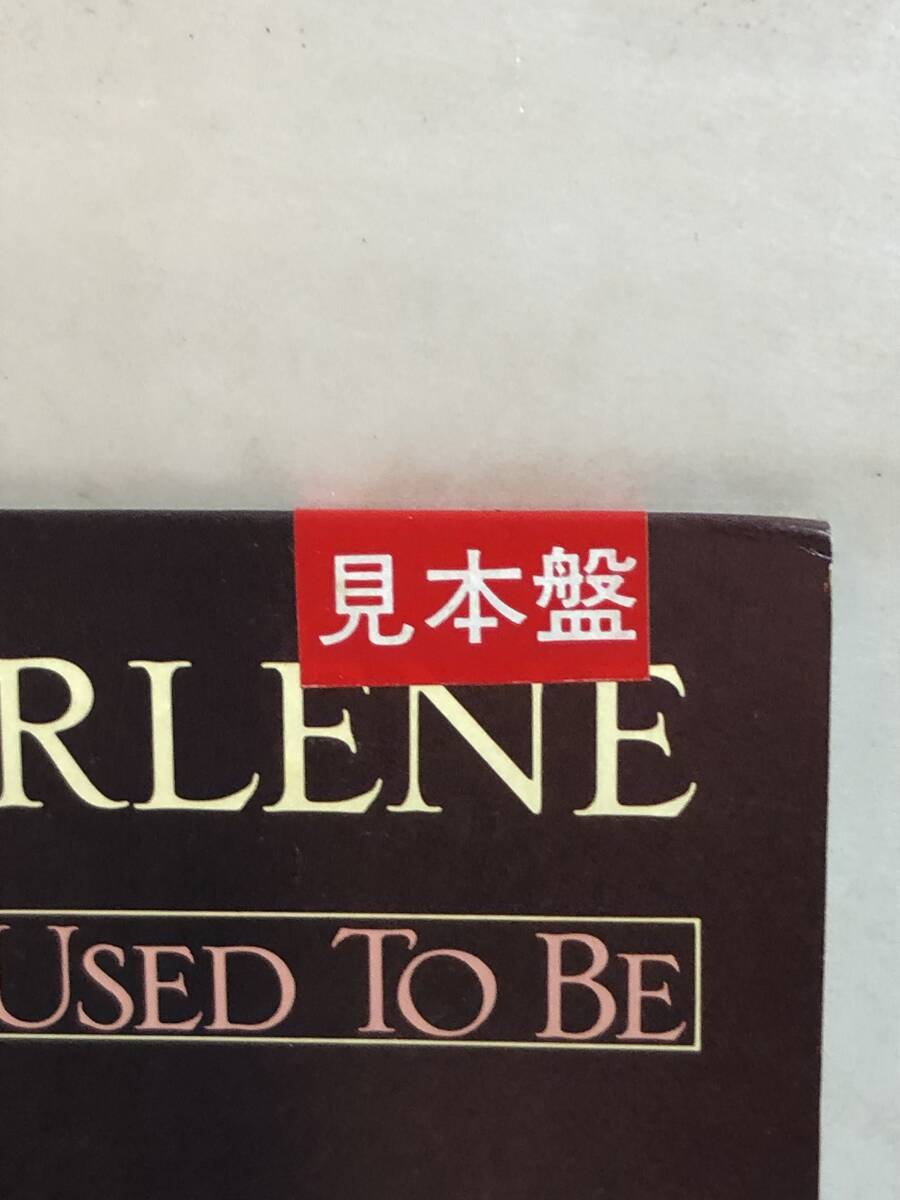 見本盤
RLENE
USED TO BE